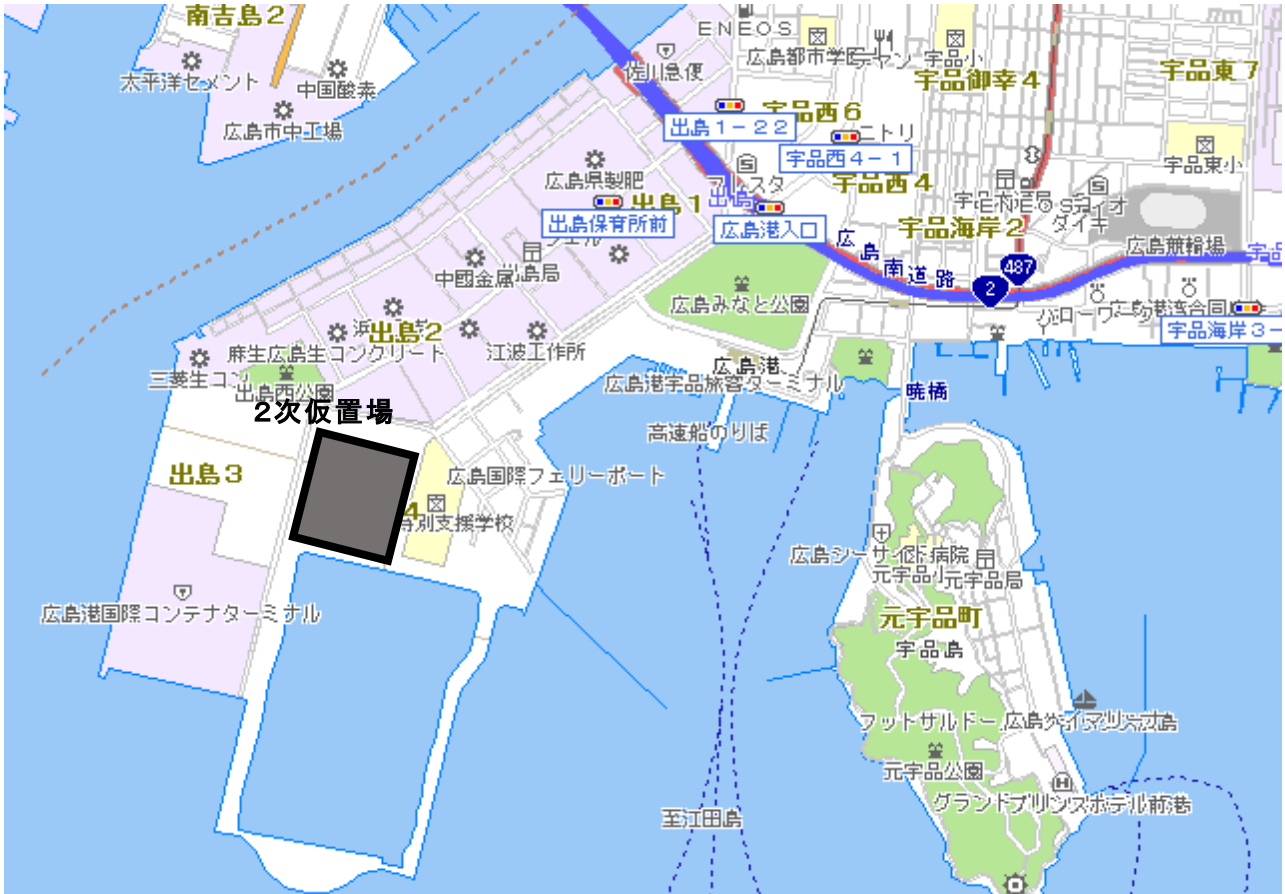 南吉島2
太平洋セメント
中国酸素
広島市中工場
ENEOS
佐川急便
宇品小
宇品御幸4
宇品東7
宇品西6
出島1-22
ニトリ
宇品西4-1
宇品東小
広島県製肥
出島1
宇品西4
出島保育所前
広島港入口
宇品海岸2
ダイキ
広島競輪場
広島南道路
487
2
中國金属
出島局
広島みなと公園
出島2
江波工作所
麻生広島生コンクリート
三菱生コン
出島西公園
広島港
広島港宇品旅客ターミナル
暁橋
2次仮置場
高速船のりば
出島3
広島国際フェリーポート
4
特別支援学校
元宇品局
広島港国際コンテナターミナル
元宇品町
宇品島
元宇品公園
グランドプリンスホテル前港
至江田島